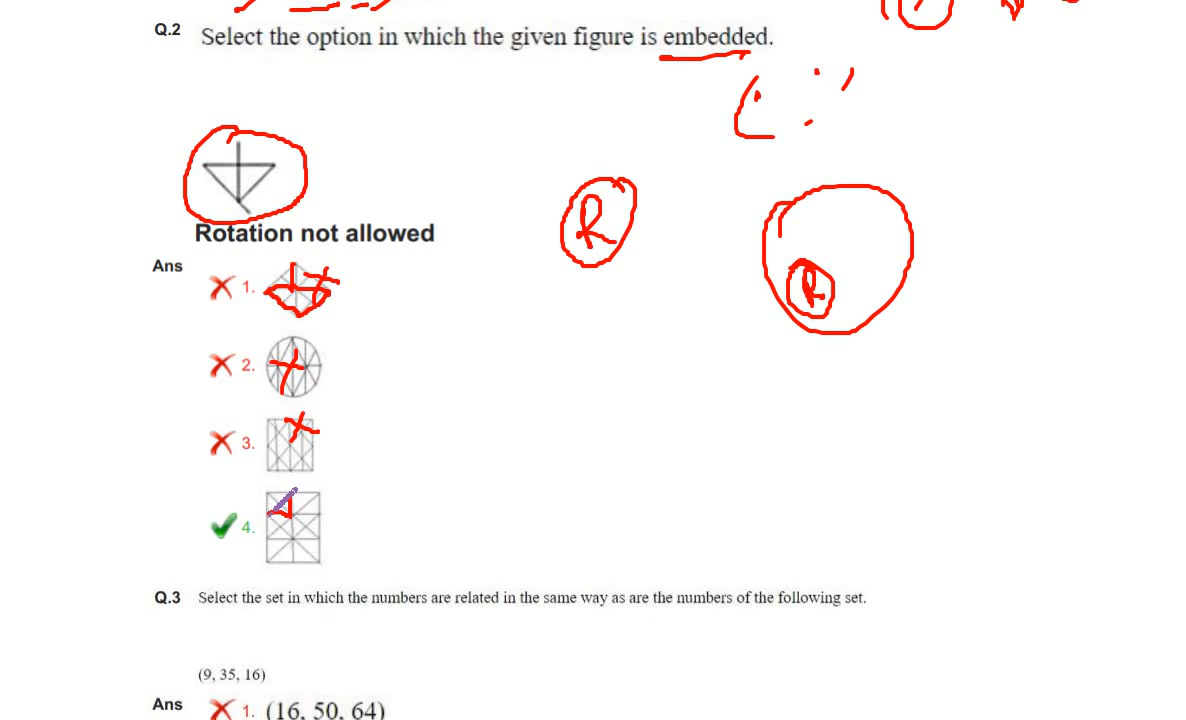 Q.2 Select the option in which the given figure is embedded.
R
Rotation not allowed
R
Ans
1.
2.
3.
4.
Q.3 Select the set in which the numbers are related in the same way as are the numbers of the following set.
(9, 35, 16)
Ans 1. (16, 50, 64)